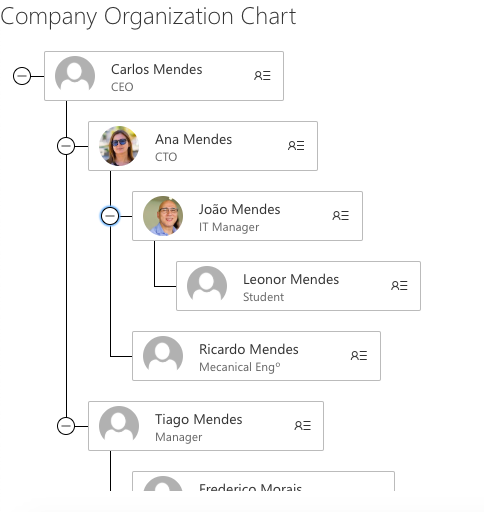 Company Organization Chart
Carlos Mendes
CEO
Ana Mendes
CTO
João Mendes
IT Manager
Leonor Mendes
Student
Ricardo Mendes
Mecanical Engº
Tiago Mendes
Manager
Frederico Morais